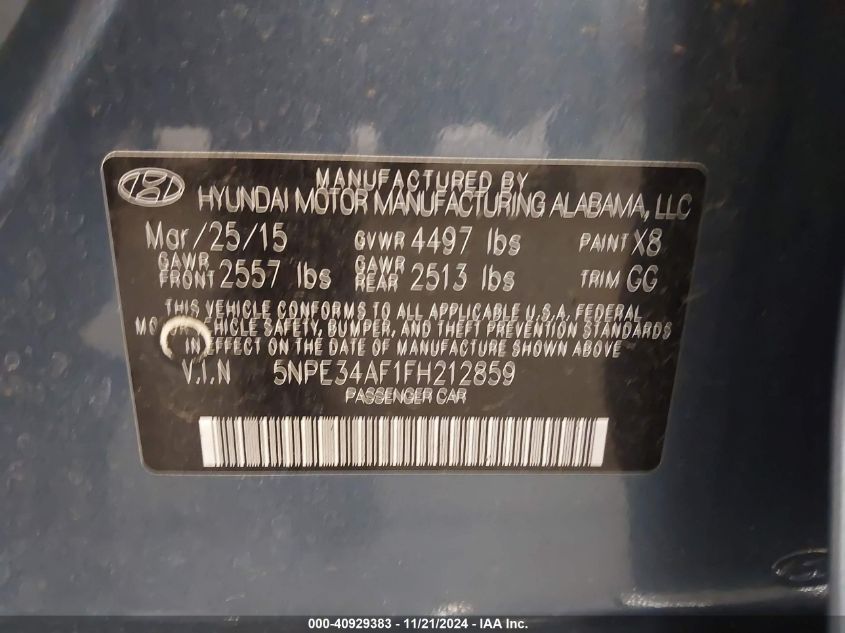 MANUFACTURED BY
HYUNDAI MOTOR MANUFACTURING ALABAMA, LLC
Mar/25/15 GVWR 4497 lbs PAINT X8
GAWR FRONT 2557 lbs GAWR REAR 2513 lbs TRIM GG
THIS VEHICLE CONFORMS TO ALL APPLICABLE U.S.A. FEDERAL
MO HICLE SAFETY, BUMPER, AND THEFT PREVENTION STANDARDS
IN EFFECT ON THE DATE OF MANUFACTURE SHOWN ABOVE
V.I.N 5NPE34AF1FH212859
PASSENGER CAR
000-40929383 - 11/21/2024 - IAA Inc.